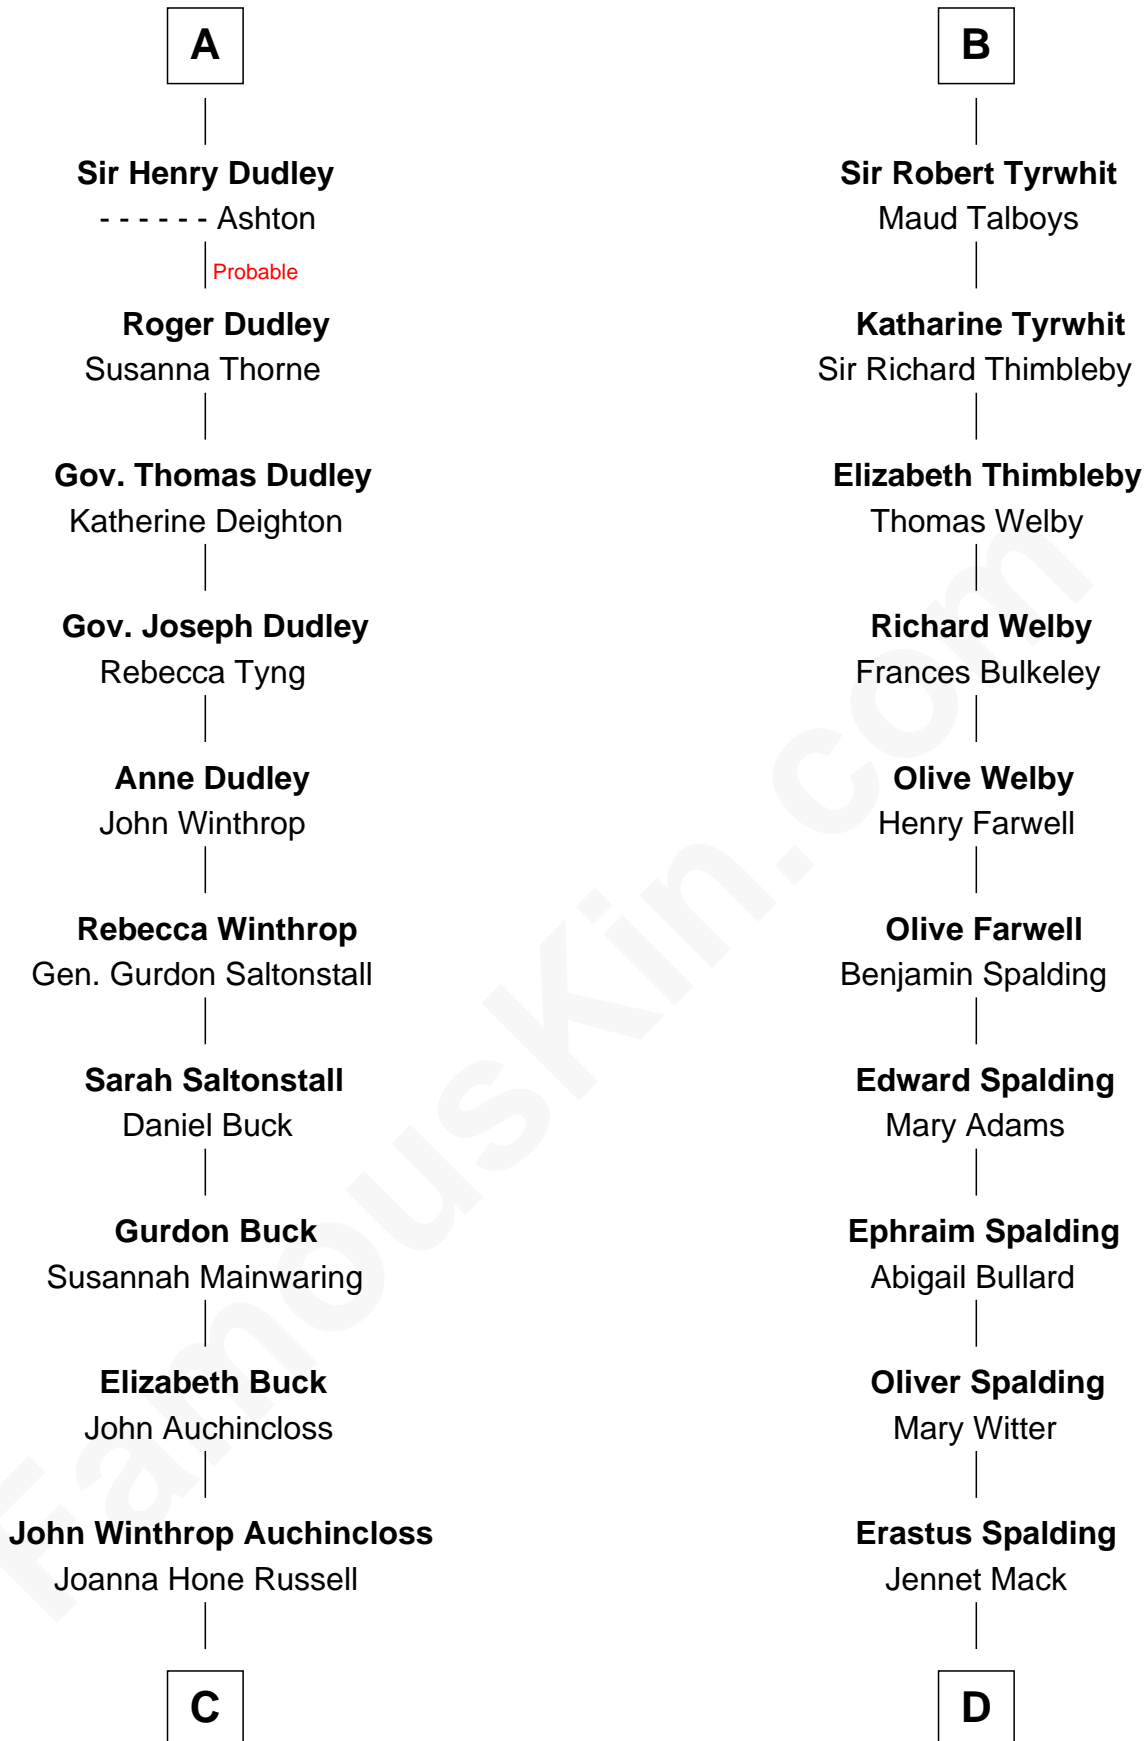 A
Sir Henry Dudley
- - - - - - Ashton
Probable
Roger Dudley
Susanna Thorne
Gov. Thomas Dudley
Katherine Deighton
Gov. Joseph Dudley
Rebecca Tyng
Anne Dudley
John Winthrop
Rebecca Winthrop
Gen. Gurdon Saltonstall
Sarah Saltonstall
Daniel Buck
Gurdon Buck
Susannah Mainwaring
Elizabeth Buck
John Auchincloss
John Winthrop Auchincloss
Joanna Hone Russell
C
B
Sir Robert Tyrwhit
Maud Talboys
Katharine Tyrwhit
Sir Richard Thimbleby
Elizabeth Thimbleby
Thomas Welby
Richard Welby
Frances Bulkeley
Olive Welby
Henry Farwell
Olive Farwell
Benjamin Spalding
Edward Spalding
Mary Adams
Ephraim Spalding
Abigail Bullard
Oliver Spalding
Mary Witter
Erastus Spalding
Jennet Mack
D
FamousKin.com